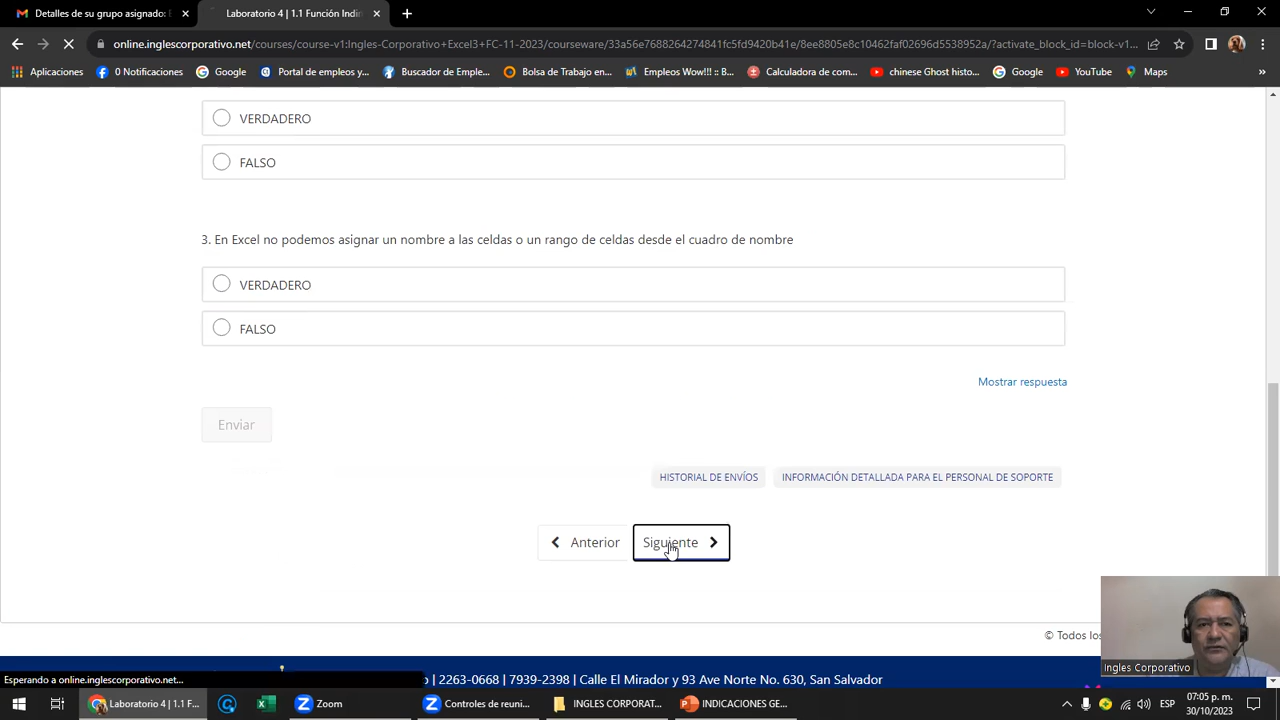 Detalles de su grupo asignado: E
Laboratorio 4 | 1.1 Función Indi
online.inglescorporativo.net/courses/course-v1:Ingles-Corporativo+Excel3+FC-11-2023/courseware/33a56e7688264274841fc5fd9420b41e/8ee8805e8c10462faf02696d5538952a/?activate_block_id=block-v1...
Aplicaciones
0 Notificaciones
Google
Portal de empleos y...
Buscador de Emple...
Bolsa de Trabajo en...
Empleos Wow!!! :: B...
Calculadora de com...
chinese Ghost histo...
Google
YouTube
Maps
VERDADERO
FALSO
3. En Excel no podemos asignar un nombre a las celdas o un rango de celdas desde el cuadro de nombre
VERDADERO
FALSO
Mostrar respuesta
Enviar
HISTORIAL DE ENVÍOS
INFORMACIÓN DETALLADA PARA EL PERSONAL DE SOPORTE
Anterior
Siguiente
© Todos los
Ingles Corporativo
| 2263-0668 | 7939-2398 | Calle El Mirador y 93 Ave Norte No. 630, San Salvador
Esperando a online.inglescorporativo.net...
Laboratorio 4 | 1.1 F...
Zoom
Controles de reuni...
INGLES CORPORAT...
INDICACIONES GE...
ESP
07:05 p. m.
30/10/2023